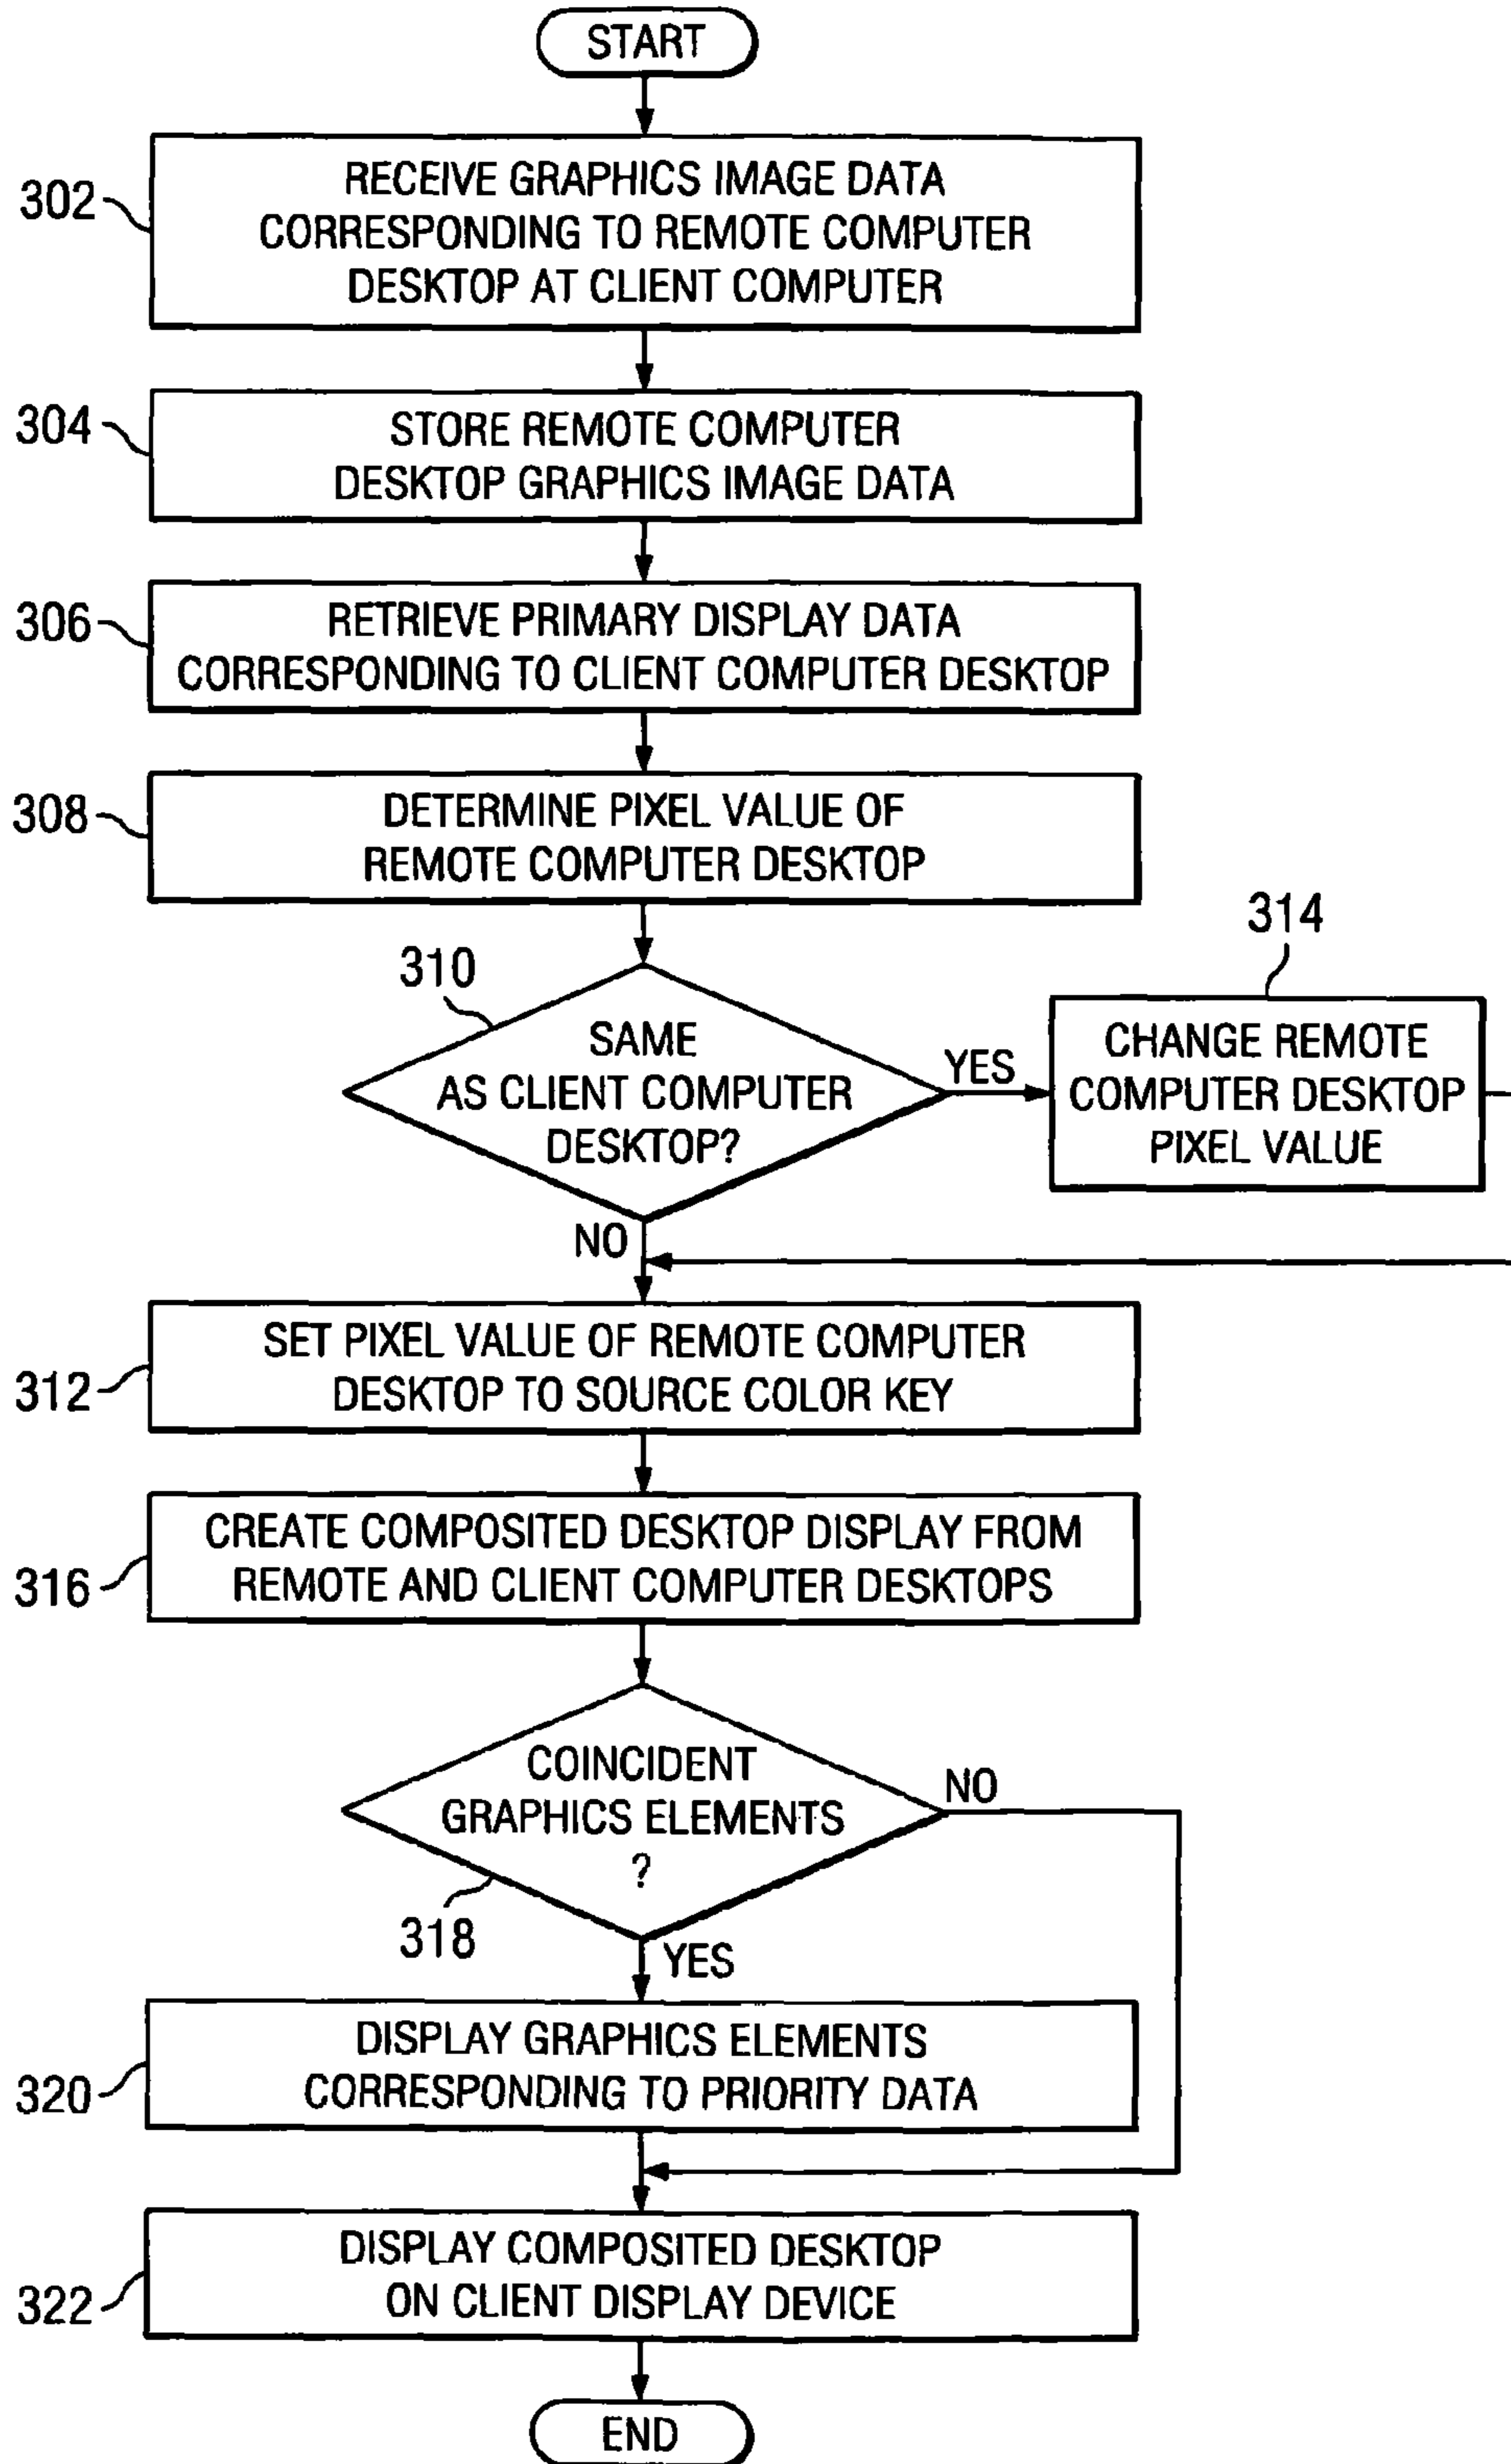 START
302
RECEIVE GRAPHICS IMAGE DATA
CORRESPONDING TO REMOTE COMPUTER
DESKTOP AT CLIENT COMPUTER
304
STORE REMOTE COMPUTER
DESKTOP GRAPHICS IMAGE DATA
306
RETRIEVE PRIMARY DISPLAY DATA
CORRESPONDING TO CLIENT COMPUTER DESKTOP
308
DETERMINE PIXEL VALUE OF
REMOTE COMPUTER DESKTOP
310
SAME
AS CLIENT COMPUTER
DESKTOP?
YES
314
CHANGE REMOTE
COMPUTER DESKTOP
PIXEL VALUE
NO
312
SET PIXEL VALUE OF REMOTE COMPUTER
DESKTOP TO SOURCE COLOR KEY
316
CREATE COMPOSITED DESKTOP DISPLAY FROM
REMOTE AND CLIENT COMPUTER DESKTOPS
COINCIDENT
GRAPHICS ELEMENTS
?
NO
318
YES
320
DISPLAY GRAPHICS ELEMENTS
CORRESPONDING TO PRIORITY DATA
322
DISPLAY COMPOSITED DESKTOP
ON CLIENT DISPLAY DEVICE
END